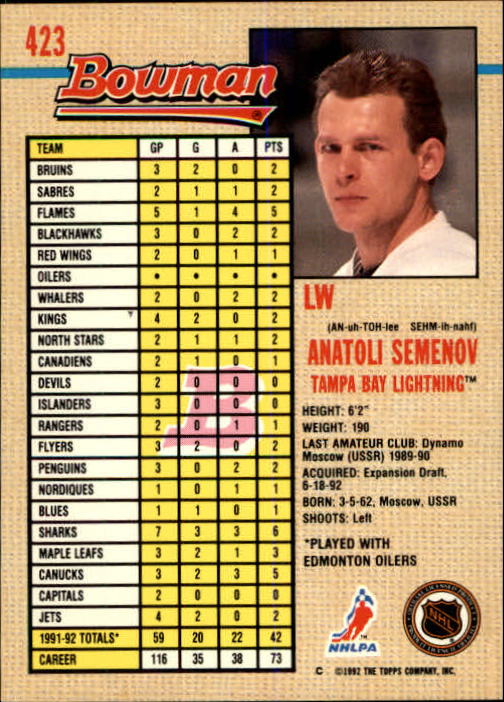 423
Bowman
TEAM GP G A PTS
BRUINS 3 2 0 2
SABRES 2 1 1 2
FLAMES 5 1 4 5
BLACKHAWKS 3 0 2 2
RED WINGS 2 0 1 1
OILERS • • • •
WHALERS 2 0 2 2
KINGS 4 2 0 2
NORTH STARS 2 1 1 2
CANADIENS 2 1 0 1
DEVILS 2 0 0 0
ISLANDERS 3 0 0 0
RANGERS 2 0 1 1
FLYERS 3 2 0 2
PENGUINS 3 0 2 2
NORDIQUES 1 0 1 1
BLUES 1 1 0 1
SHARKS 7 3 3 6
MAPLE LEAFS 3 2 1 3
CANUCKS 3 2 3 5
CAPITALS 2 0 0 0
JETS 4 2 0 2
1991-92 TOTALS* 59 20 22 42
CAREER 116 35 38 73
B
LW
(AN-uh-TOH-lee SEHM-ih-nahf)
ANATOLI SEMENOV
TAMPA BAY LIGHTNING™
HEIGHT: 6'2"
WEIGHT: 190
LAST AMATEUR CLUB: Dynamo
Moscow (USSR) 1989-90
ACQUIRED: Expansion Draft,
6-18-92
BORN: 3-5-62, Moscow, USSR
SHOOTS: Left
*PLAYED WITH
EDMONTON OILERS
NHLPA™
NHL
C ©1992 THE TOPPS COMPANY, INC.